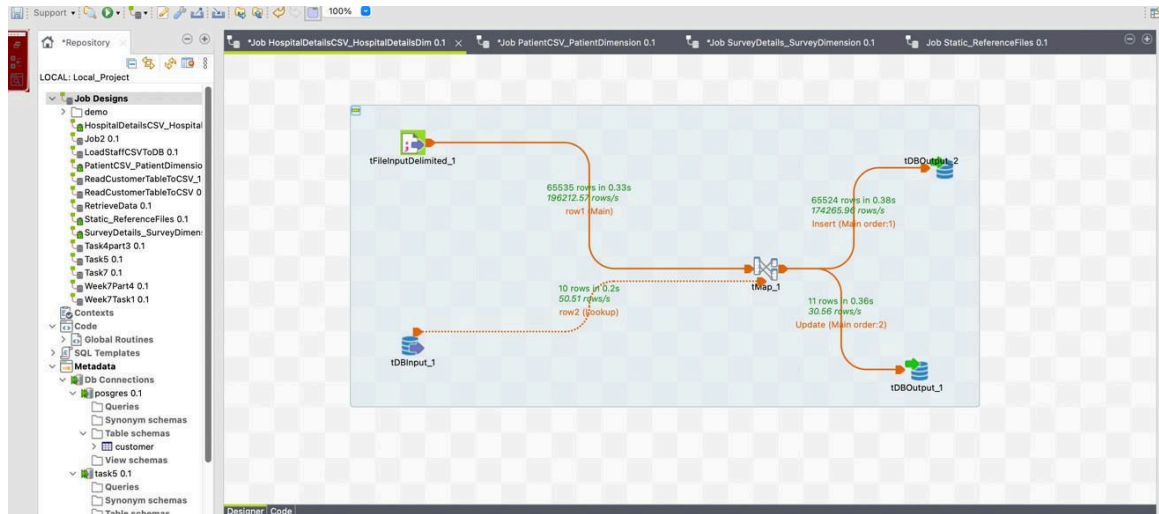 Support
100%
*Repository
LOCAL: Local_Project
Job Designs
demo
HospitalDetailsCSV_Hospital
Job2 0.1
LoadStaffCSVToDB 0.1
PatientCSV_PatientDimensio
ReadCustomerTableToCSV_1
ReadCustomerTableToCSV 0
RetrieveData 0.1
Static_ReferenceFiles 0.1
SurveyDetails_SurveyDimen
Task4part3 0.1
Task5 0.1
Task7 0.1
Week7Part4 0.1
Week7Task1 0.1
Contexts
Code
Global Routines
SQL Templates
Metadata
Db Connections
posgres 0.1
Queries
Synonym schemas
Table schemas
customer
View schemas
task5 0.1
Queries
Synonym schemas
Table schemas
*Job HospitalDetailsCSV_HospitalDetailsDim 0.1
*Job PatientCSV_PatientDimension 0.1
*Job SurveyDetails_SurveyDimension 0.1
Job Static_ReferenceFiles 0.1
tFileInputDelimited_1
65535 rows in 0.33s
196212.57 rows/s
row1 (Main)
tDBOutput_2
65524 rows in 0.38s
174265.96 rows/s
Insert (Main order:1)
tMap_1
10 rows in 0.2s
50.51 rows/s
row2 (Lookup)
11 rows in 0.36s
30.56 rows/s
Update (Main order:2)
tDBInput_1
tDBOutput_1
Designer
Code